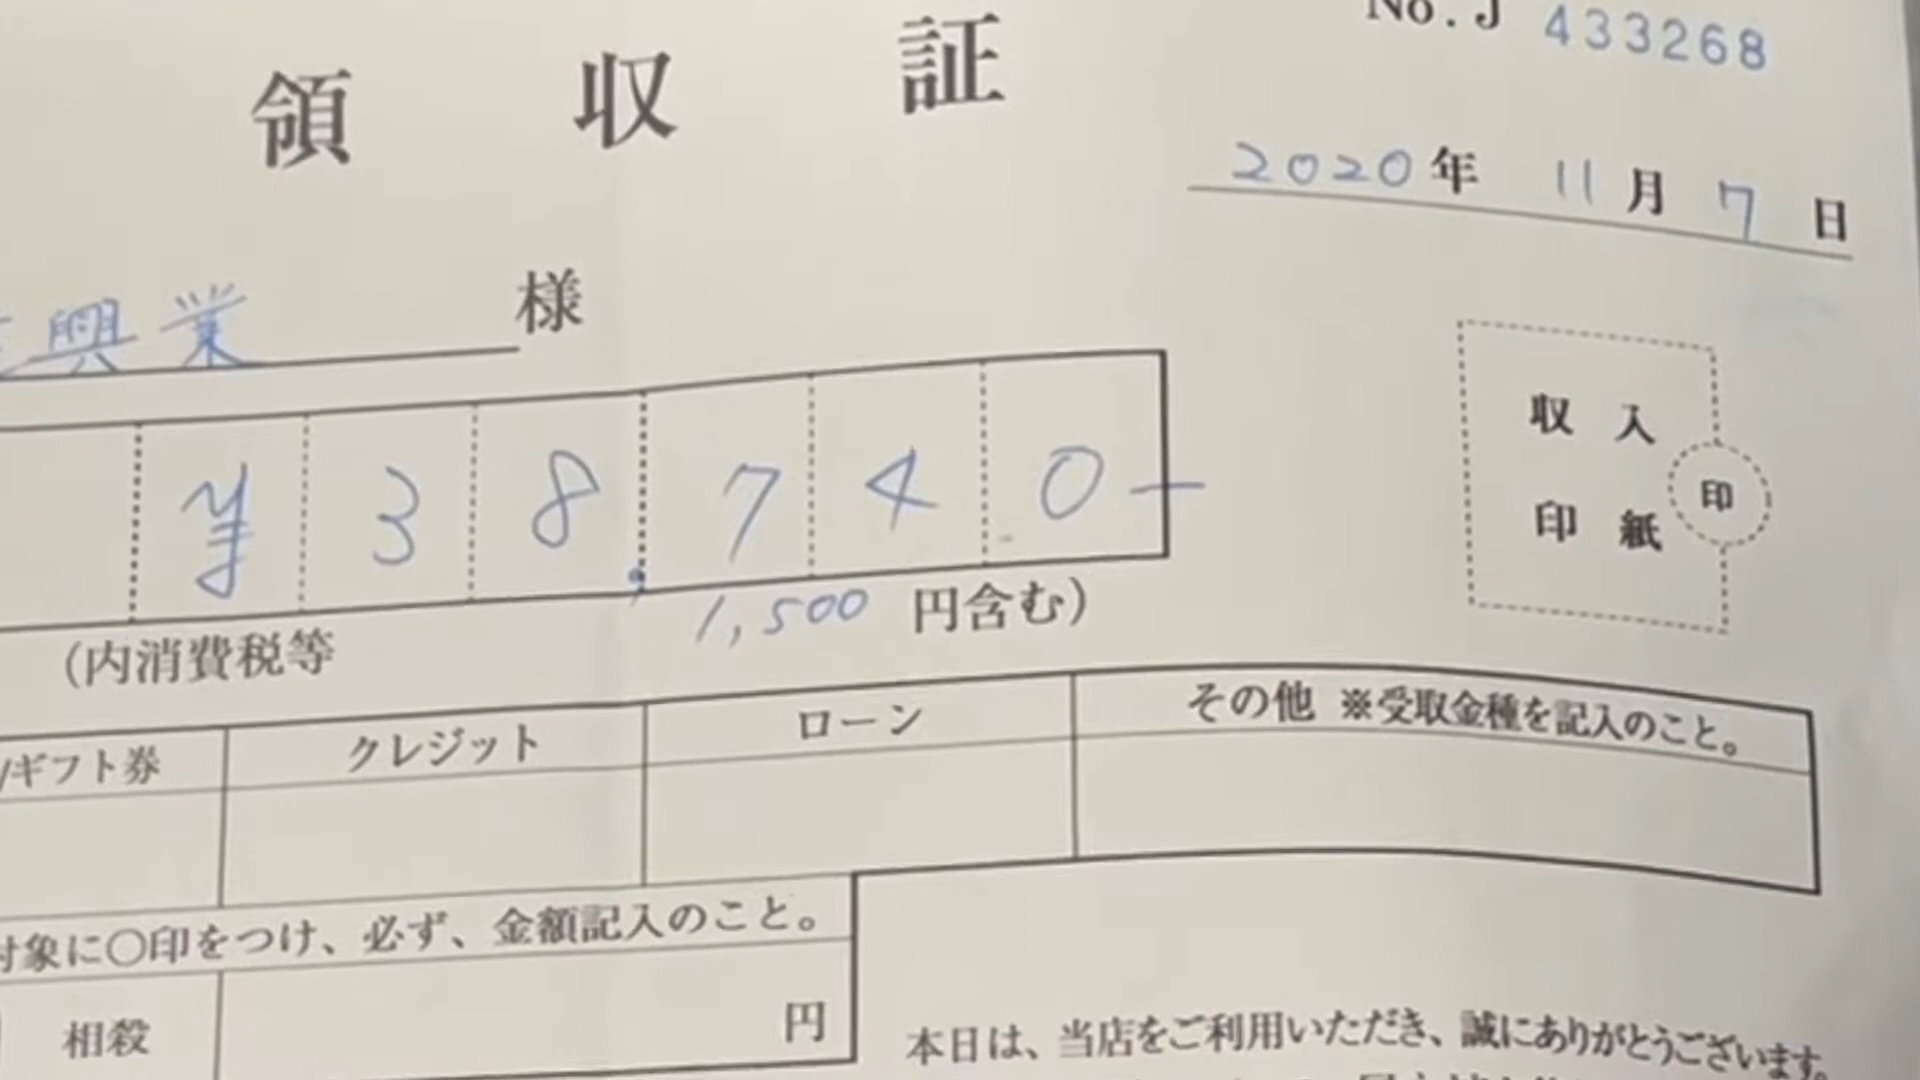 No. J 433268
領収証
2020年 11月 7日
興業 様
¥38,740-
収入
印紙
印
(内消費税等 1,500 円含む)
/ギフト券 クレジット ローン その他 ※受取金種を記入のこと。
対象に○印をつけ、必ず、金額記入のこと。
相殺 円
本日は、当店をご利用いただき、誠にありがとうございます。